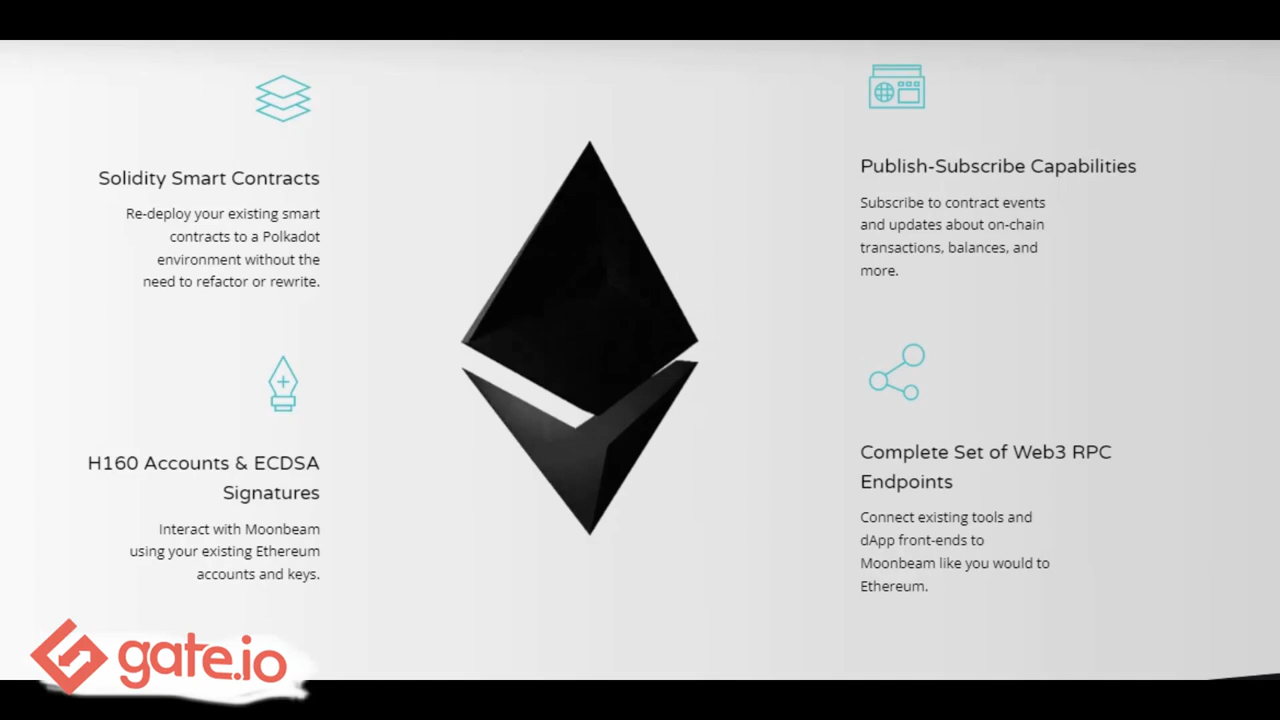 Solidity Smart Contracts
Re-deploy your existing smart
contracts to a Polkadot
environment without the
need to refactor or rewrite.
H160 Accounts & ECDSA
Signatures
Interact with Moonbeam
using your existing Ethereum
accounts and keys.
Publish-Subscribe Capabilities
Subscribe to contract events
and updates about on-chain
transactions, balances, and
more.
Complete Set of Web3 RPC
Endpoints
Connect existing tools and
dApp front-ends to
Moonbeam like you would to
Ethereum.
gate.io